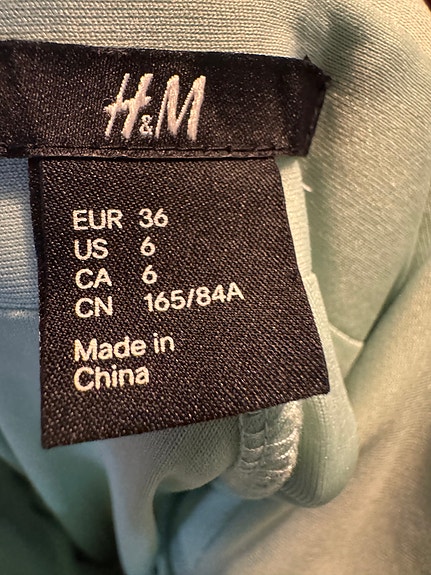 H&M
EUR 36
US 6
CA 6
CN 165/84A
Made in
China